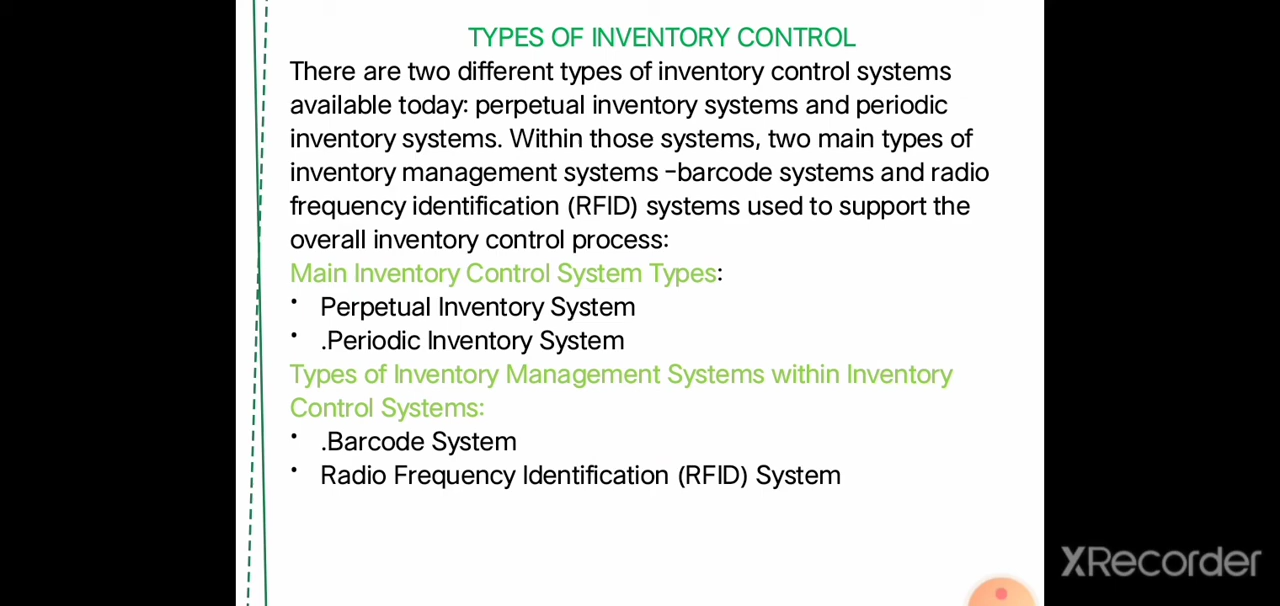 TYPES OF INVENTORY CONTROL
There are two different types of inventory control systems
available today: perpetual inventory systems and periodic
inventory systems. Within those systems, two main types of
inventory management systems –barcode systems and radio
frequency identification (RFID) systems used to support the
overall inventory control process:
Main Inventory Control System Types:
• Perpetual Inventory System
• .Periodic Inventory System
Types of Inventory Management Systems within Inventory
Control Systems:
• .Barcode System
• Radio Frequency Identification (RFID) System
XRecorder